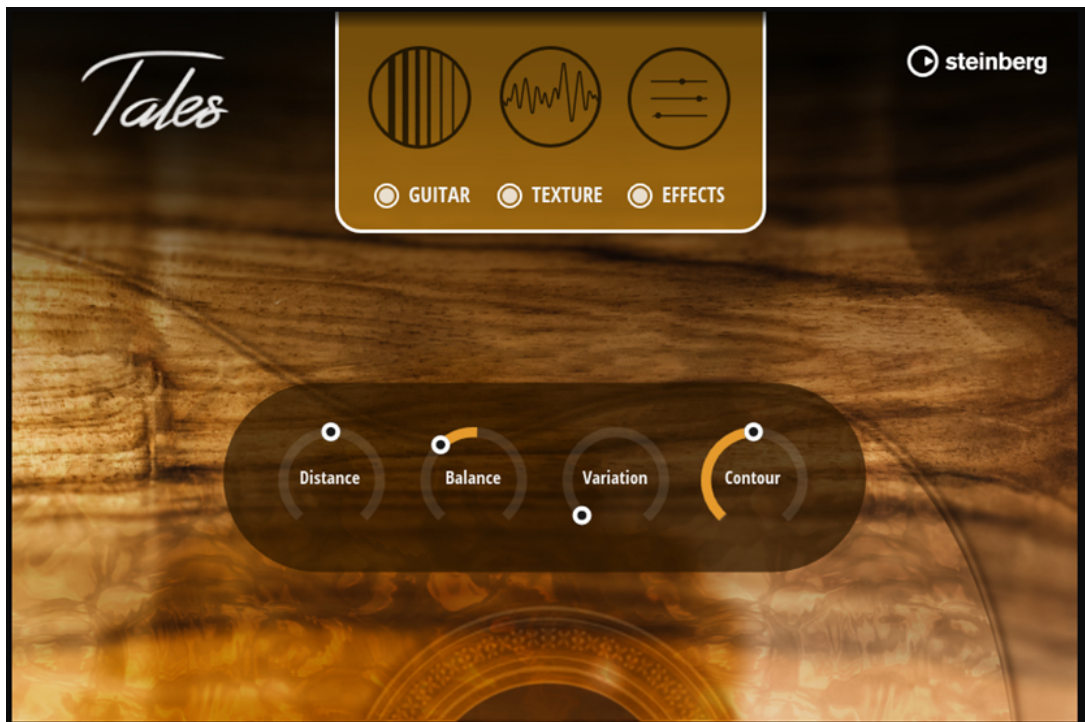 Tales
steinberg
GUITAR TEXTURE EFFECTS
Distance Balance Variation Contour